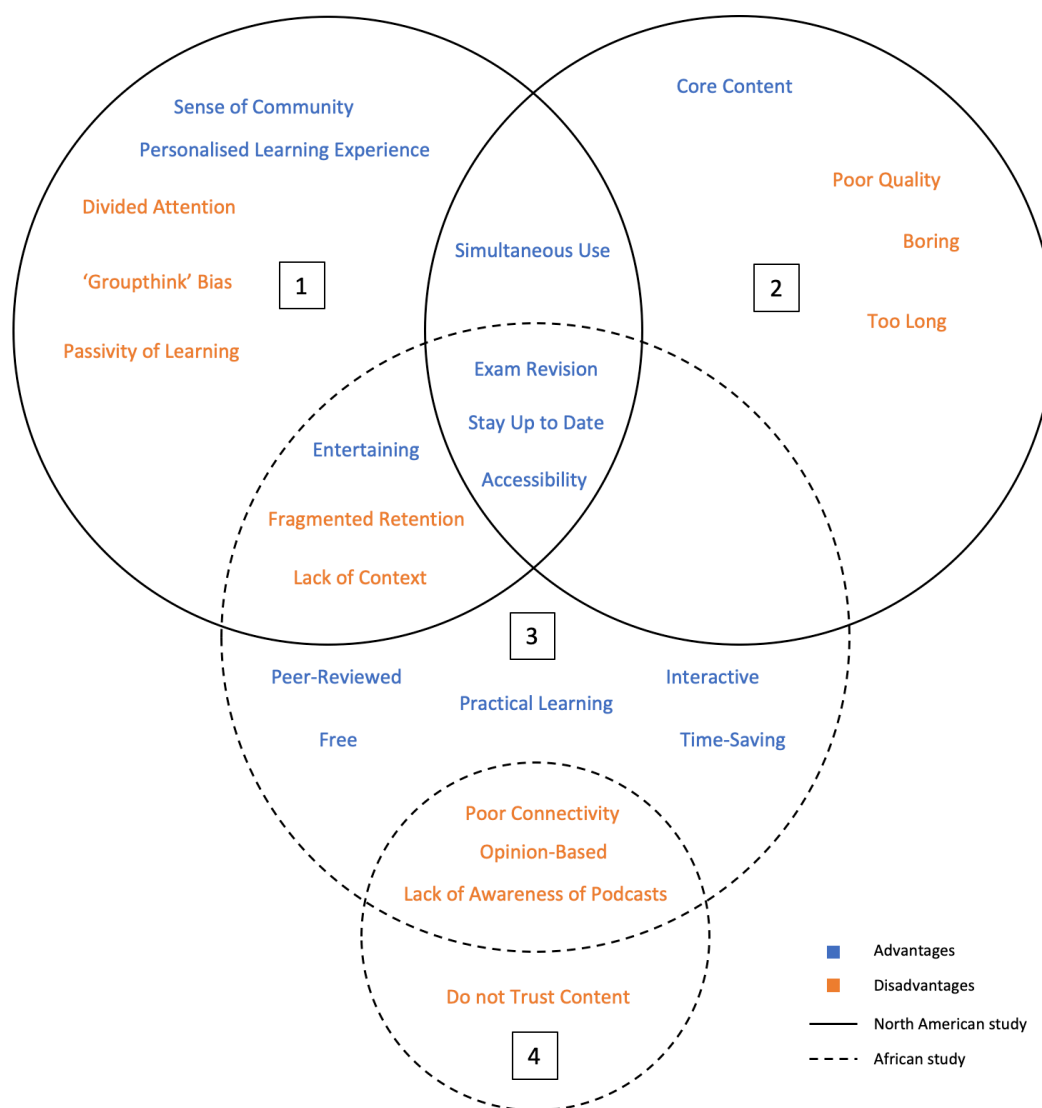 Sense of Community
Core Content
Personalised Learning Experience
Poor Quality
Divided Attention
Boring
Simultaneous Use
‘Groupthink’ Bias
1
2
Too Long
Passivity of Learning
Exam Revision
Stay Up to Date
Entertaining
Accessibility
Fragmented Retention
Lack of Context
3
Peer-Reviewed
Interactive
Practical Learning
Free
Time-Saving
Poor Connectivity
Opinion-Based
Lack of Awareness of Podcasts
Do not Trust Content
4
Advantages
Disadvantages
North American study
African study